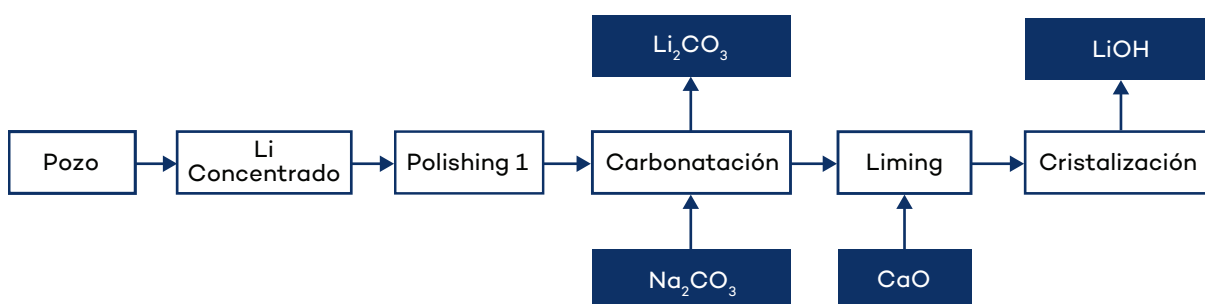 Li₂CO₃
LiOH
Pozo
Li
Concentrado
Polishing 1
Carbonatación
Liming
Cristalización
Na₂CO₃
CaO